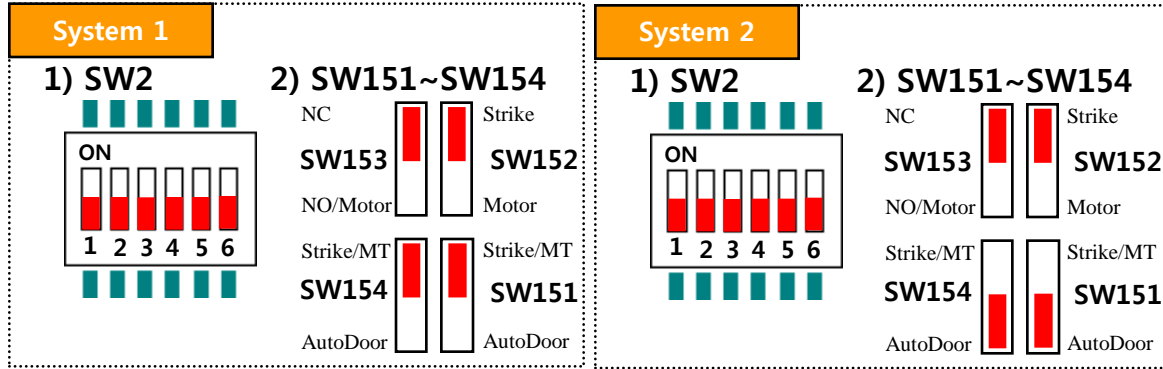 System 1
1) SW2
2) SW151~SW154
ON
1 2 3 4 5 6
NC
Strike
SW153
SW152
NO/Motor
Motor
Strike/MT
Strike/MT
SW154
SW151
AutoDoor
AutoDoor
System 2
1) SW2
2) SW151~SW154
ON
1 2 3 4 5 6
NC
Strike
SW153
SW152
NO/Motor
Motor
Strike/MT
Strike/MT
SW154
SW151
AutoDoor
AutoDoor